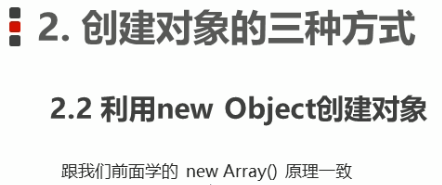 2. 创建对象的三种方式
2.2 利用new Object创建对象
跟我们前面学的 new Array() 原理一致